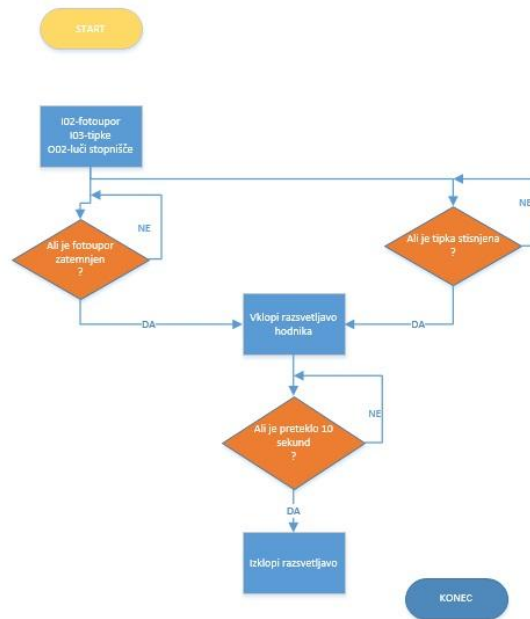 START
I02-fotoupor
I03-tipke
O02-luči stopnišče
NE
Ali je fotoupor
zatemnjen
?
NE
Ali je tipka stisnjena
?
DA
Vklopi razsvetljavo
hodnika
DA
NE
Ali je preteklo 10
sekund
?
DA
Izklopi razsvetljavo
KONEC